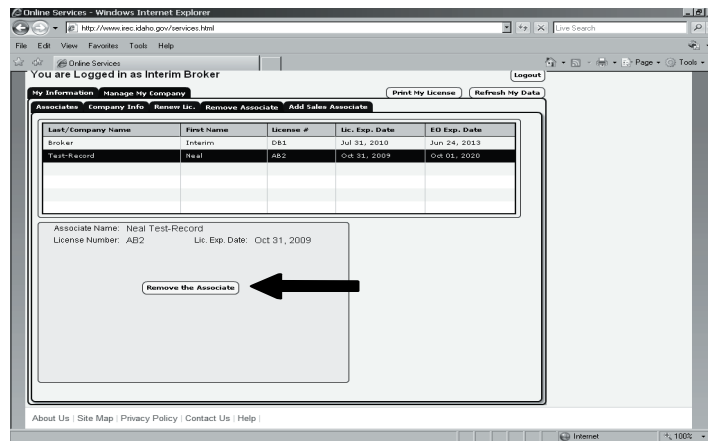 Online Services - Windows Internet Explorer
http://www.irec.idaho.gov/services.html
Live Search
File Edit View Favorites Tools Help
Online Services
Page Tools
You are Logged in as Interim Broker
Logout
My Information Manage My Company
Print My License Refresh My Data
Associates Company Info Renew Lic. Remove Associate Add Sales Associate
Last/Company Name First Name License # Lic. Exp. Date EO Exp. Date
Broker Interim DB1 Jul 31, 2010 Jun 24, 2013
Test-Record Neal AB2 Oct 31, 2009 Oct 01, 2020
Associate Name: Neal Test-Record
License Number: AB2 Lic. Exp. Date: Oct 31, 2009
Remove the Associate
About Us | Site Map | Privacy Policy | Contact Us | Help |
Internet 100%